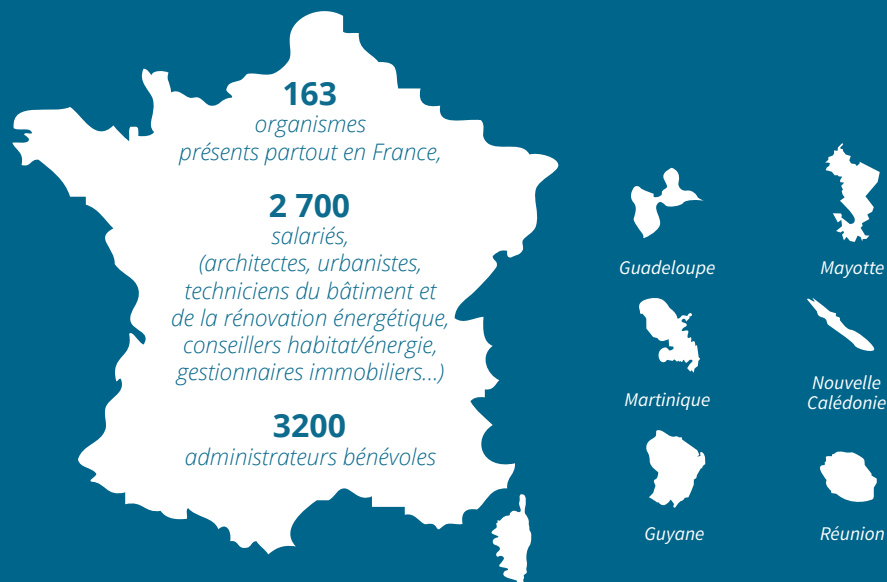 163
organismes
présents partout en France,
2 700
salariés,
(architectes, urbanistes,
techniciens du bâtiment et
de la rénovation énergétique,
conseillers habitat/énergie,
gestionnaires immobiliers...)
3200
administrateurs bénévoles
Guadeloupe
Mayotte
Martinique
Nouvelle
Calédonie
Guyane
Réunion